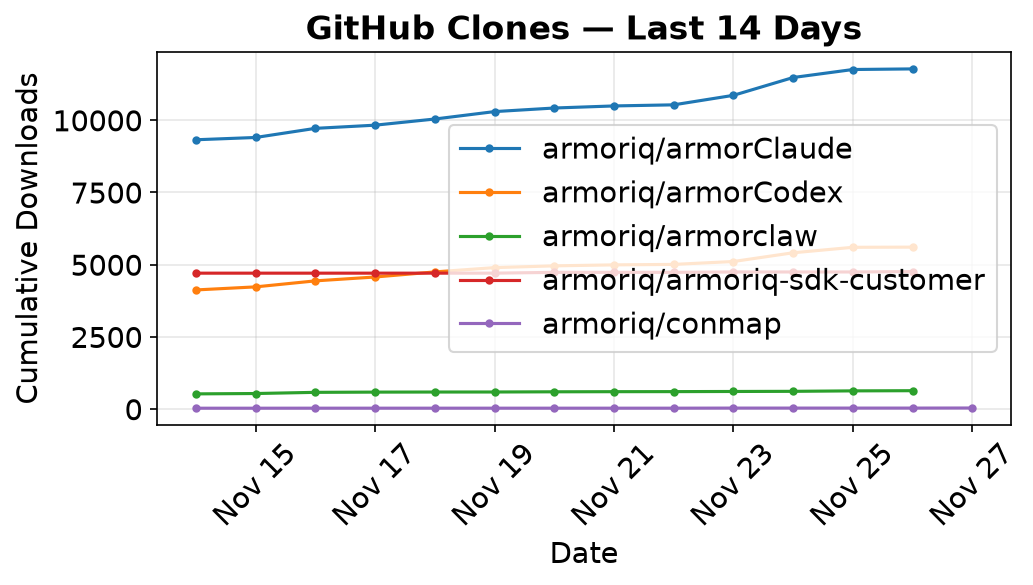 GitHub Clones — Last 14 Days
Cumulative Downloads
10000
7500
5000
2500
0
armoriq/armorClaude
armoriq/armorCodex
armoriq/armorclaw
armoriq/armoriq-sdk-customer
armoriq/conmap
Nov 15
Nov 17
Nov 19
Nov 21
Nov 23
Nov 25
Nov 27
Date